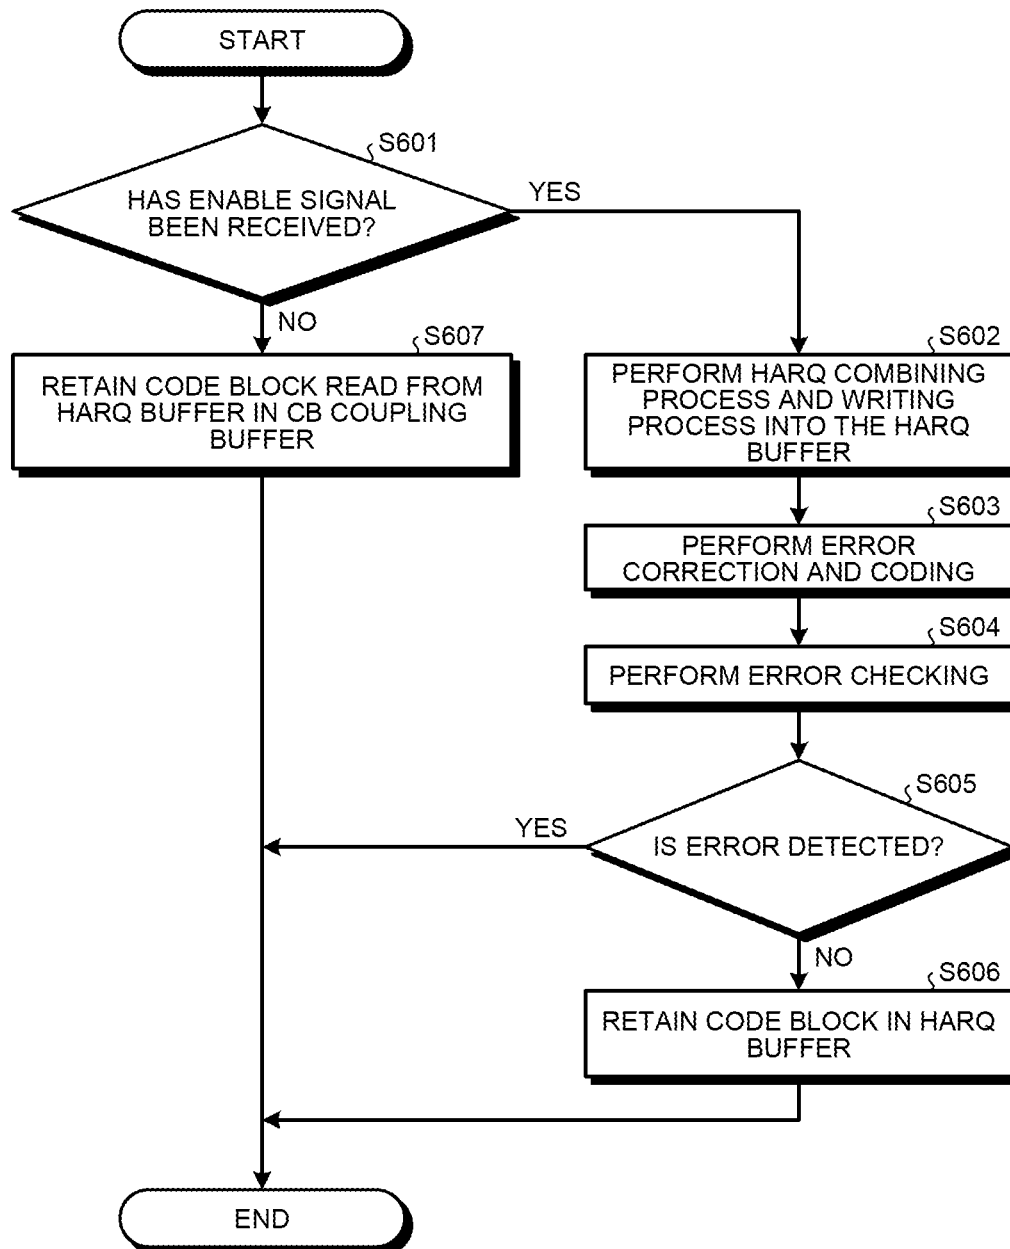 START
S601
HAS ENABLE SIGNAL
BEEN RECEIVED?
YES
NO
S607
RETAIN CODE BLOCK READ FROM
HARQ BUFFER IN CB COUPLING
BUFFER
S602
PERFORM HARQ COMBINING
PROCESS AND WRITING
PROCESS INTO THE HARQ
BUFFER
S603
PERFORM ERROR
CORRECTION AND CODING
S604
PERFORM ERROR CHECKING
S605
IS ERROR DETECTED?
YES
NO
S606
RETAIN CODE BLOCK IN HARQ
BUFFER
END